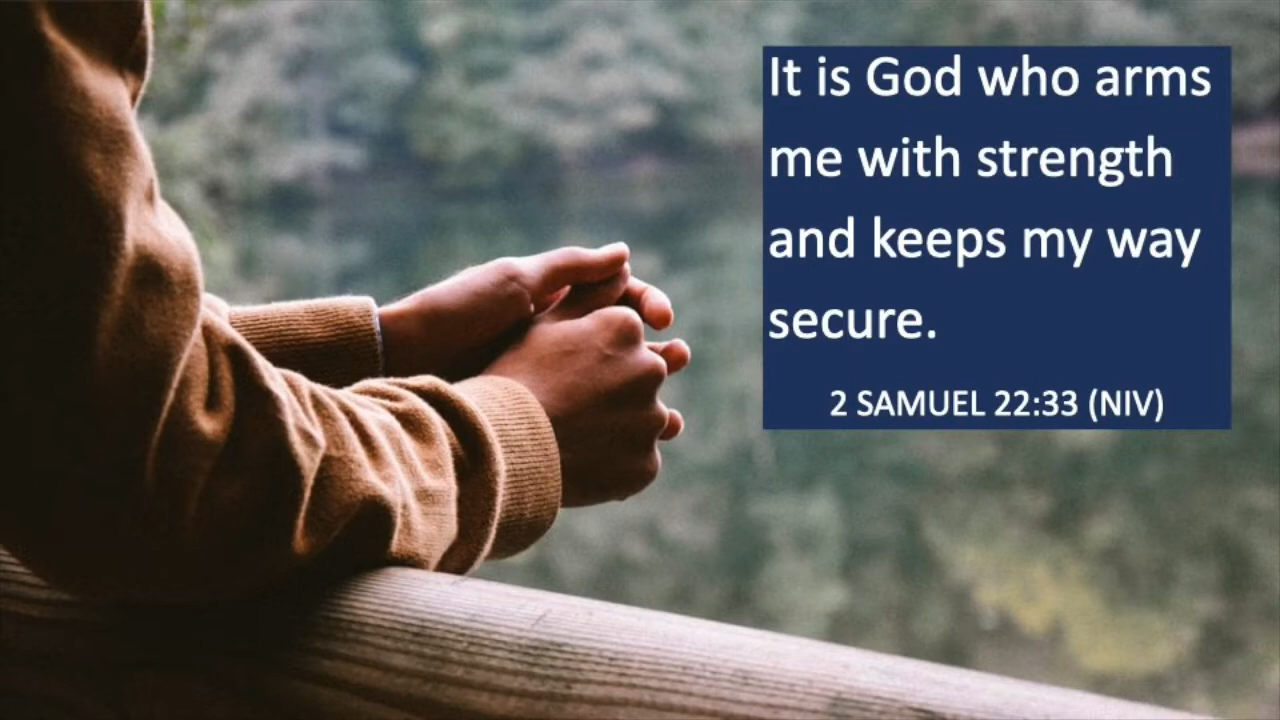 It is God who arms
me with strength
and keeps my way
secure.
2 SAMUEL 22:33 (NIV)